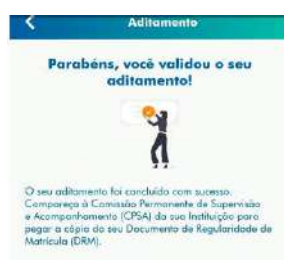 Aditamento
Parabéns, você validou o seu
aditamento!
O seu aditamento foi concluído com sucesso.
Compareça à Comissão Permanente de Supervisão
e Acompanhamento (CPSA) da sua Instituição para
pegar a cópia do seu Documento de Regularidade de
Matrícula (DRM).